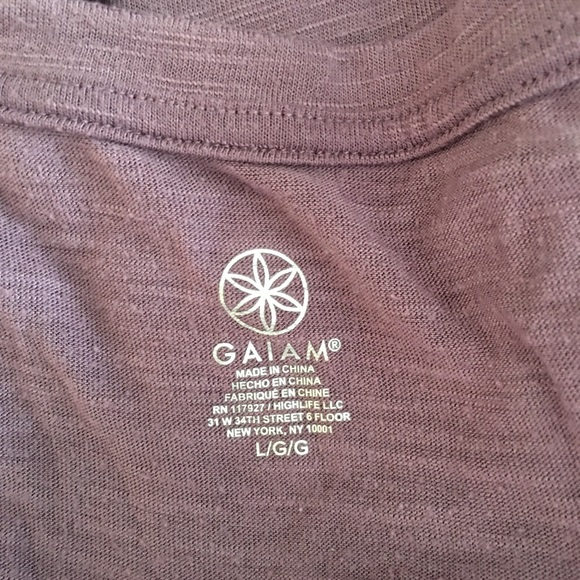 GAIAM®
MADE IN CHINA
HECHO EN CHINA
FABRIQUÉ EN CHINE
RN 117927 / HIGHLIFE LLC
31 W 34TH STREET 6 FLOOR
NEW YORK, NY 10001
L/G/G